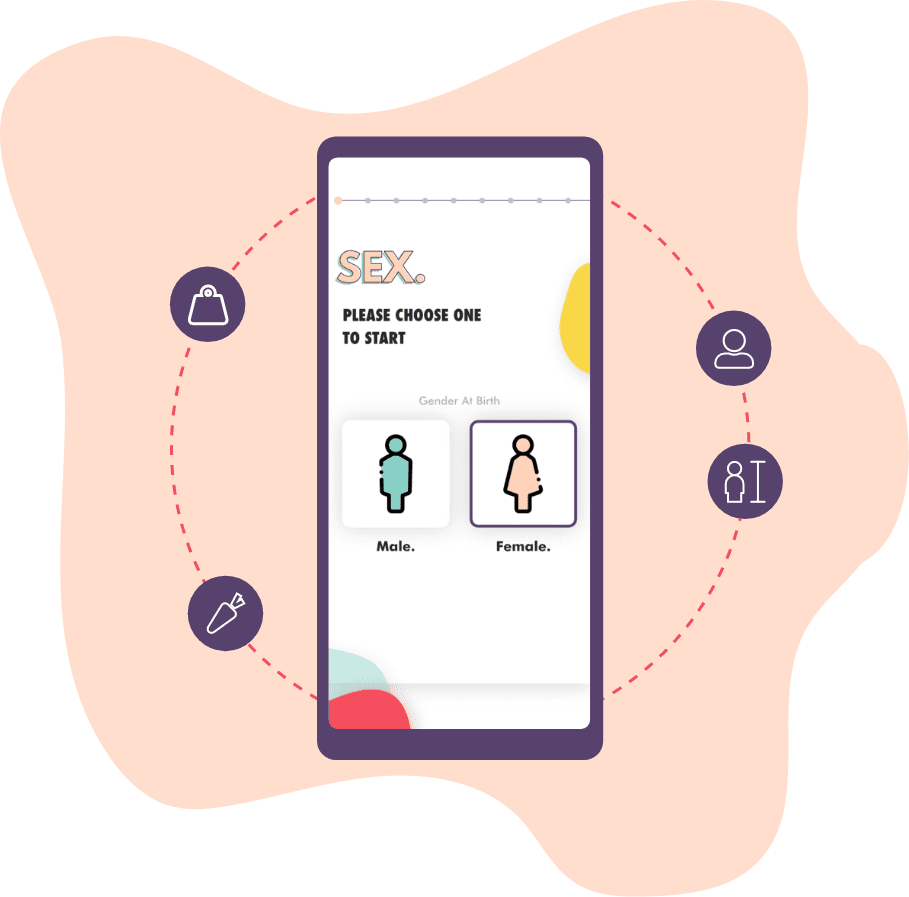 SEX.
PLEASE CHOOSE ONE
TO START
Gender At Birth
Male.
Female.